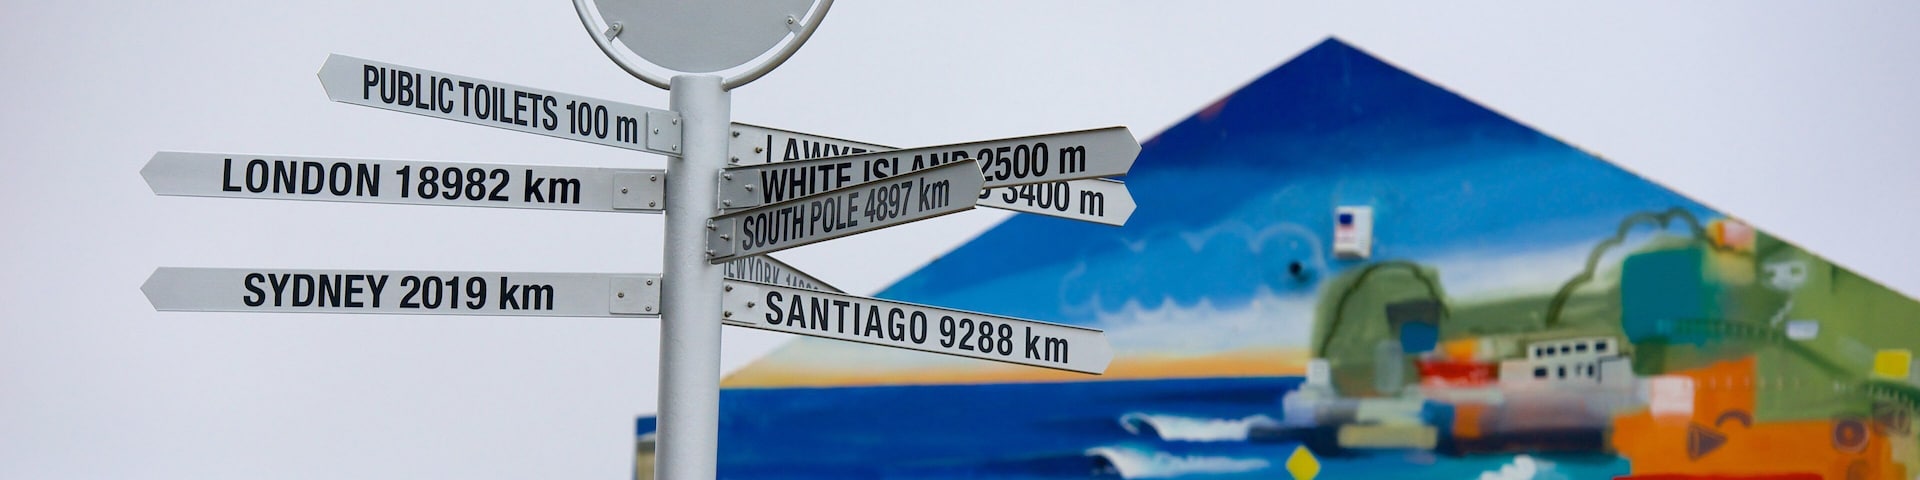 PUBLIC TOILETS 100 m
LONDON 18982 km
SYDNEY 2019 km
WHITE ISLAND 2500 m
3400 m
SOUTH POLE 4897 km
SANTIAGO 9288 km